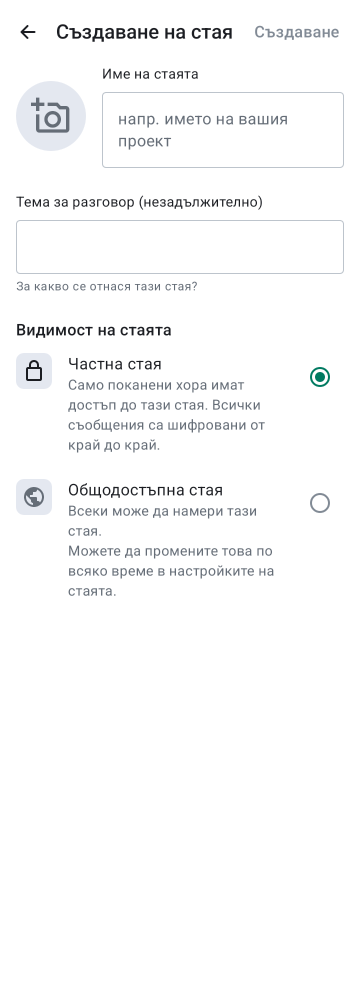 Създаване на стая
Създаване
Име на стаята
напр. името на вашия
проект
Тема за разговор (незадължително)
За какво се отнася тази стая?
Видимост на стаята
Частна стая
Само поканени хора имат
достъп до тази стая. Всички
съобщения са шифровани от
край до край.
Общодостъпна стая
Всеки може да намери тази
стая.
Можете да промените това по
всяко време в настройките на
стаята.